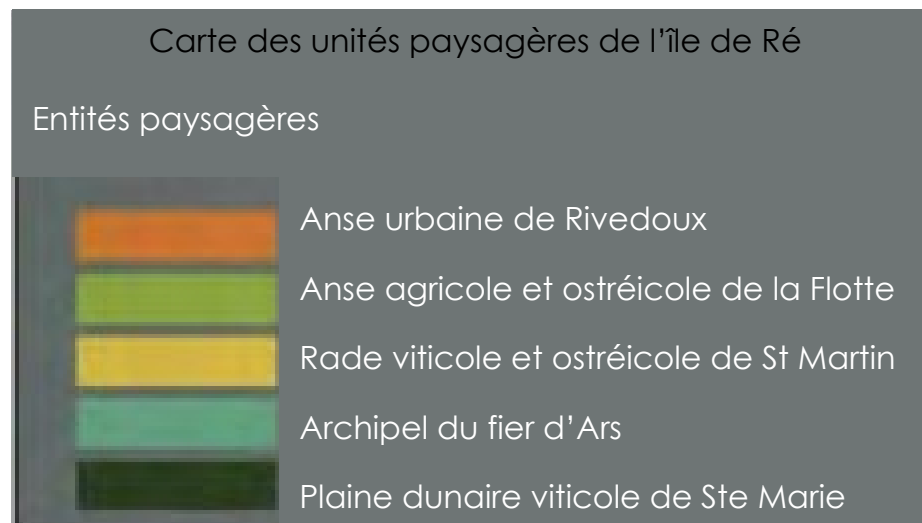 Carte des unités paysagères de l'île de Ré
Entités paysagères
Anse urbaine de Rivedoux
Anse agricole et ostréicole de la Flotte
Rade viticole et ostréicole de St Martin
Archipel du fier d'Ars
Plaine dunaire viticole de Ste Marie